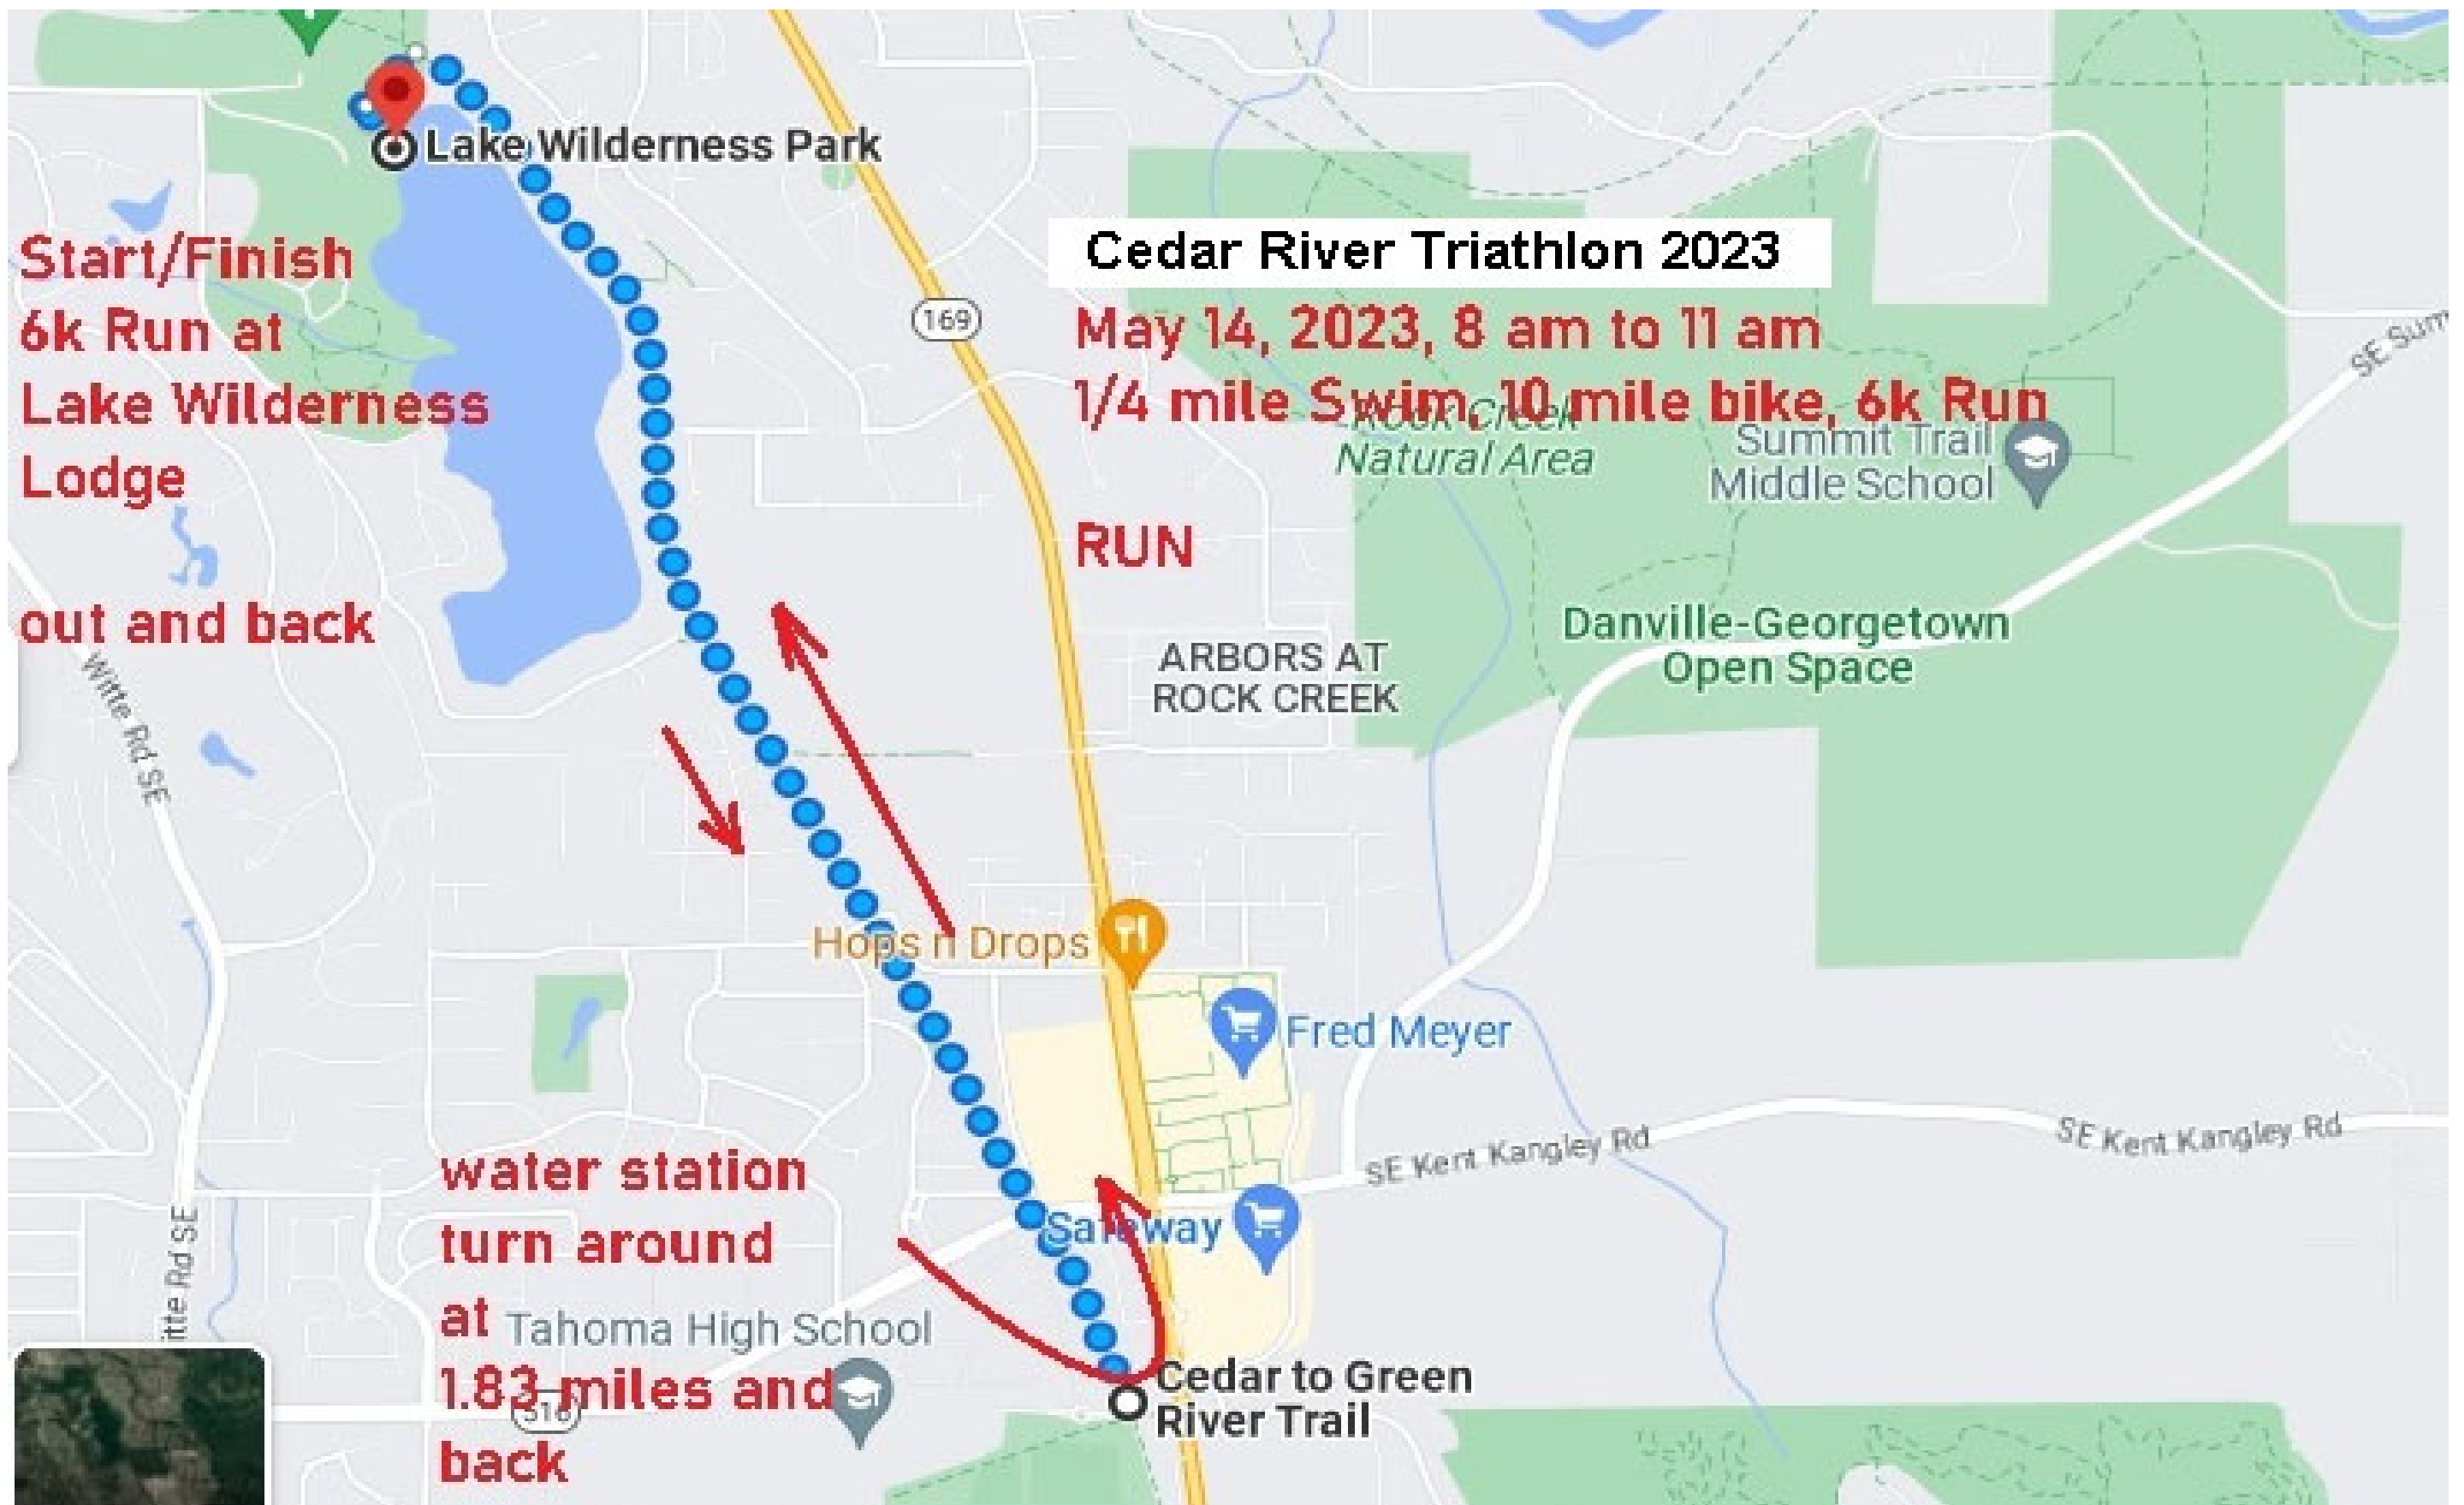 Lake Wilderness Park
Start/Finish
6k Run at
Lake Wilderness
Lodge
out and back
169
Cedar River Triathlon 2023
May 14, 2023, 8 am to 11 am
1/4 mile Swim, 10 mile bike, 6k Run
Rock Creek
Natural Area
Summit Trail
Middle School
SE Sum
RUN
ARBORS AT
ROCK CREEK
Danville-Georgetown
Open Space
Witte Rd SE
Hops n Drops
Fred Meyer
SE Kent Kangley Rd
SE Kent Kangley Rd
Safeway
itte Rd SE
water station
turn around
at
Tahoma High School
1.83 miles and
516
back
Cedar to Green
River Trail